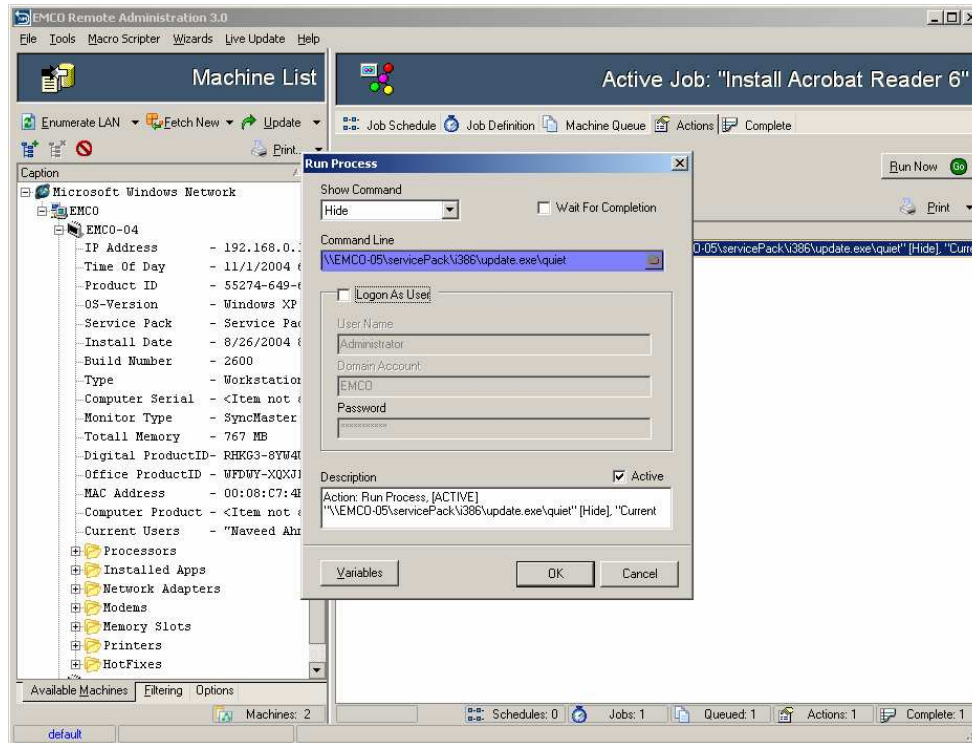 EMCO Remote Administration 3.0
File Tools Macro Scripter Wizards Live Update Help
Machine List
Active Job: "Install Acrobat Reader 6"
Enumerate LAN Fetch New Update
Job Schedule Job Definition Machine Queue Actions Complete
Print...
Run Now Go
Caption
Print
Microsoft Windows Network
EMCO
EMCO-04
IP Address - 192.168.0.
Time Of Day - 11/1/2004
Product ID - 55274-649-
OS-Version - Windows XP
Service Pack - Service Pac
Install Date - 8/26/2004
Build Number - 2600
Type - Workstation
Computer Serial - <Item not
Monitor Type - SyncMaster
Totall Memory - 767 MB
Digital ProductID- RHKG3-8YW4
Office ProductID - WFDWY-XQXJ
MAC Address - 00:08:C7:4
Computer Product - <Item not
Current Users - "Naveed Ahm
Processors
Installed Apps
Network Adapters
Modems
Memory Slots
Printers
HotFixes
O-05\servicePack\i386\update.exe\quiet" [Hide], "Curre
Run Process
Show Command
Hide
Wait For Completion
Command Line
\\EMCO-05\servicePack\i386\update.exe\quiet
Logon As User
User Name
Administrator
Domain Account
EMCO
Password
Description
Active
Action: Run Process, [ACTIVE]
"\\EMCO-05\servicePack\i386\update.exe\quiet" [Hide], "Current
Variables
OK
Cancel
Available Machines Filtering Options
Machines: 2
Schedules: 0 Jobs: 1 Queued: 1 Actions: 1 Complete: 1
default